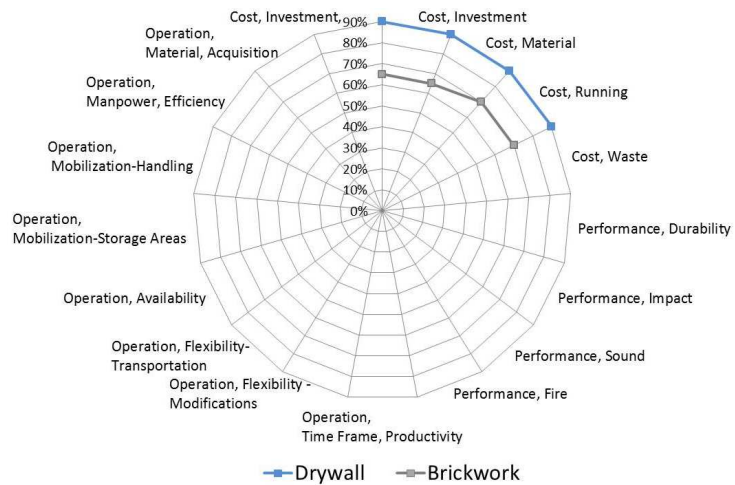 Cost, Investment,
90%
80%
70%
60%
50%
40%
30%
20%
10%
0%
Cost, Investment
Cost, Material
Cost, Running
Cost, Waste
Performance, Durability
Performance, Impact
Performance, Sound
Performance, Fire
Operation,
Time Frame, Productivity
Operation, Flexibility -
Modifications
Operation, Flexibility-
Transportation
Operation, Availability
Operation,
Mobilization-Storage Areas
Operation,
Mobilization-Handling
Operation,
Manpower, Efficiency
Operation,
Material, Acquisition
Drywall
Brickwork